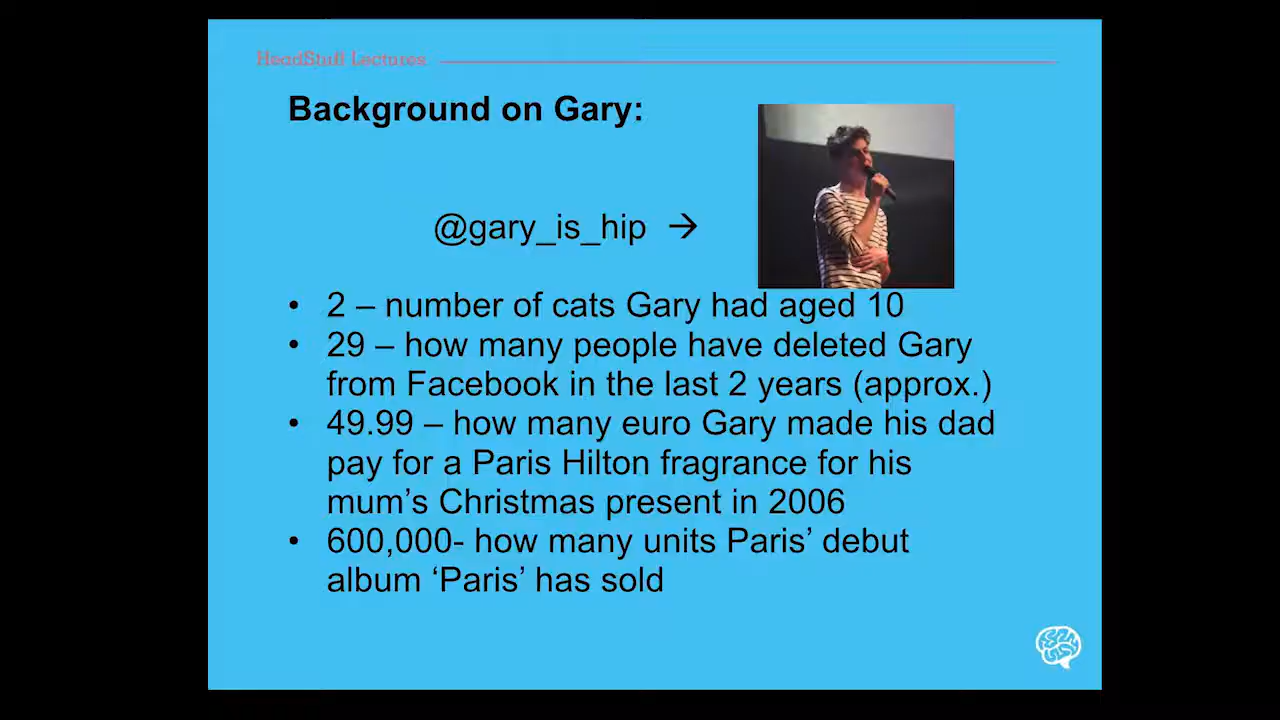 HeadStuff Lectures
Background on Gary:
@gary_is_hip →
• 2 – number of cats Gary had aged 10
• 29 – how many people have deleted Gary
from Facebook in the last 2 years (approx.)
• 49.99 – how many euro Gary made his dad
pay for a Paris Hilton fragrance for his
mum’s Christmas present in 2006
• 600,000- how many units Paris’ debut
album ‘Paris’ has sold